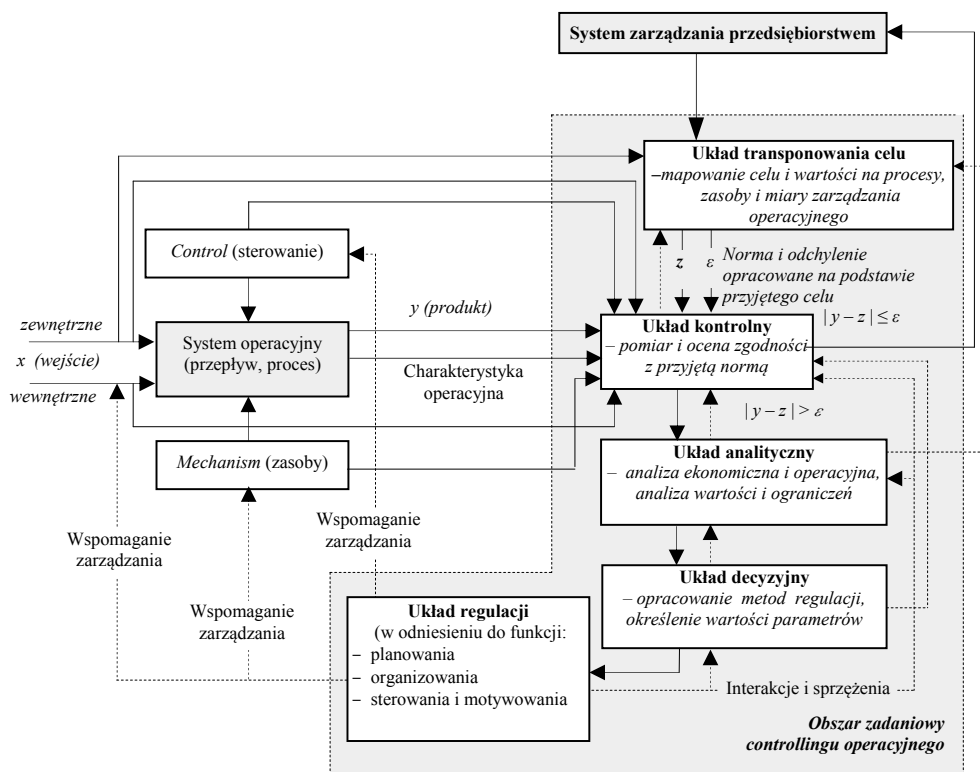 System zarządzania przedsiębiorstwem
Układ transponowania celu
–mapowanie celu i wartości na procesy,
zasoby i miary zarządzania
operacyjnego
Control (sterowanie)
z
ε
Norma i odchylenie
opracowane na podstawie
przyjętego celu
y (produkt)
| y – z | ≤ ε
zewnętrzne
x (wejście)
wewnętrzne
System operacyjny
(przepływ, proces)
Układ kontrolny
– pomiar i ocena zgodności
z przyjętą normą
Charakterystyka
operacyjna
| y – z | > ε
Mechanism (zasoby)
Układ analityczny
– analiza ekonomiczna i operacyjna,
analiza wartości i ograniczeń
Wspomaganie
zarządzania
Wspomaganie
zarządzania
Wspomaganie
zarządzania
Układ decyzyjny
– opracowanie metod regulacji,
określenie wartości parametrów
Układ regulacji
(w odniesieniu do funkcji:
– planowania
– organizowania
– sterowania i motywowania
Interakcje i sprzężenia
Obszar zadaniowy
controllingu operacyjnego